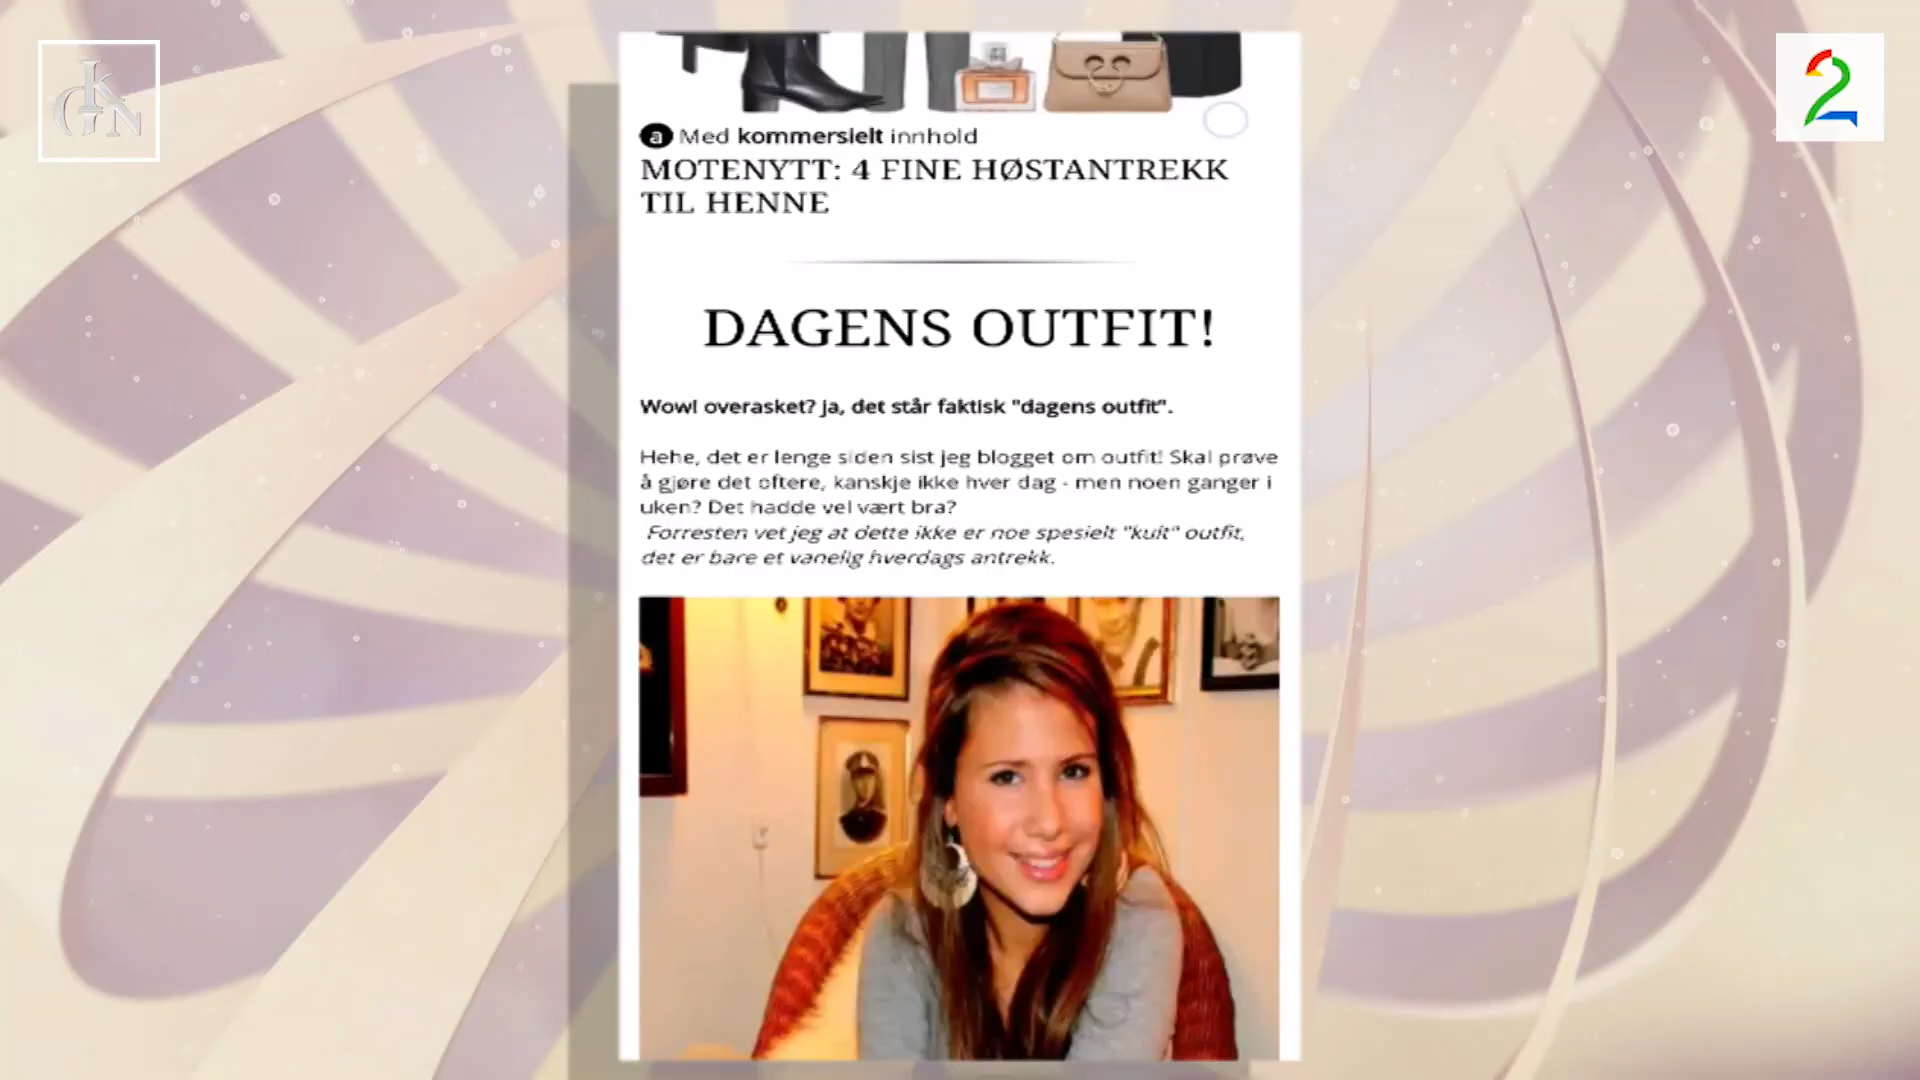 IKGN
2
a Med kommersielt innhold
MOTENYTT: 4 FINE HØSTANTREKK
TIL HENNE
DAGENS OUTFIT!
Wow! overasket? Ja, det står faktisk "dagens outfit".
Hehe, det er lenge siden sist jeg blogget om outfit! Skal prøve
å gjøre det oftere, kanskje ikke hver dag - men noen ganger i
uken? Det hadde vel vært bra?
Forresten vet jeg at dette ikke er noe spesielt "kult" outfit,
det er bare et vanelig hverdags antrekk.